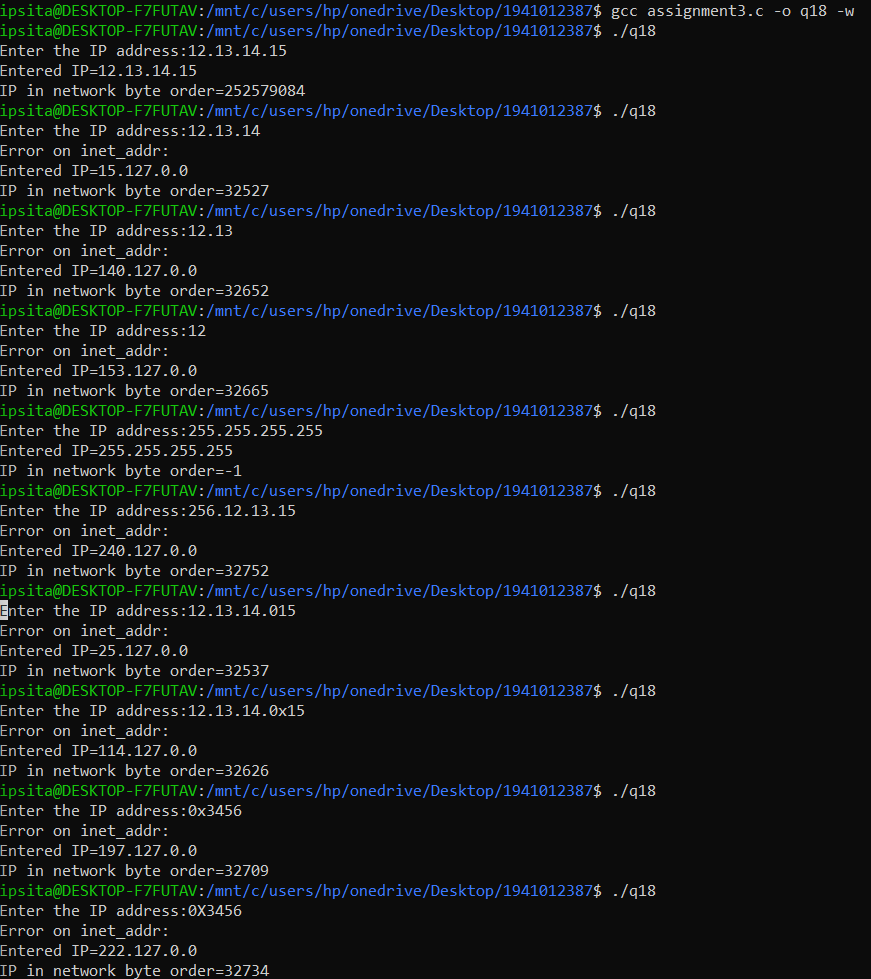 ipsita@DESKTOP-F7FUTAV:/mnt/c/users/hp/onedrive/Desktop/1941012387$ gcc assignment3.c -o q18 -w
ipsita@DESKTOP-F7FUTAV:/mnt/c/users/hp/onedrive/Desktop/1941012387$ ./q18
Enter the IP address:12.13.14.15
Entered IP=12.13.14.15
IP in network byte order=252579084
ipsita@DESKTOP-F7FUTAV:/mnt/c/users/hp/onedrive/Desktop/1941012387$ ./q18
Enter the IP address:12.13.14
Error on inet_addr:
Entered IP=15.127.0.0
IP in network byte order=32527
ipsita@DESKTOP-F7FUTAV:/mnt/c/users/hp/onedrive/Desktop/1941012387$ ./q18
Enter the IP address:12.13
Error on inet_addr:
Entered IP=140.127.0.0
IP in network byte order=32652
ipsita@DESKTOP-F7FUTAV:/mnt/c/users/hp/onedrive/Desktop/1941012387$ ./q18
Enter the IP address:12
Error on inet_addr:
Entered IP=153.127.0.0
IP in network byte order=32665
ipsita@DESKTOP-F7FUTAV:/mnt/c/users/hp/onedrive/Desktop/1941012387$ ./q18
Enter the IP address:255.255.255.255
Entered IP=255.255.255.255
IP in network byte order=-1
ipsita@DESKTOP-F7FUTAV:/mnt/c/users/hp/onedrive/Desktop/1941012387$ ./q18
Enter the IP address:256.12.13.15
Error on inet_addr:
Entered IP=240.127.0.0
IP in network byte order=32752
ipsita@DESKTOP-F7FUTAV:/mnt/c/users/hp/onedrive/Desktop/1941012387$ ./q18
Enter the IP address:12.13.14.015
Error on inet_addr:
Entered IP=25.127.0.0
IP in network byte order=32537
ipsita@DESKTOP-F7FUTAV:/mnt/c/users/hp/onedrive/Desktop/1941012387$ ./q18
Enter the IP address:12.13.14.0x15
Error on inet_addr:
Entered IP=114.127.0.0
IP in network byte order=32626
ipsita@DESKTOP-F7FUTAV:/mnt/c/users/hp/onedrive/Desktop/1941012387$ ./q18
Enter the IP address:0x3456
Error on inet_addr:
Entered IP=197.127.0.0
IP in network byte order=32709
ipsita@DESKTOP-F7FUTAV:/mnt/c/users/hp/onedrive/Desktop/1941012387$ ./q18
Enter the IP address:0X3456
Error on inet_addr:
Entered IP=222.127.0.0
IP in network byte order=32734